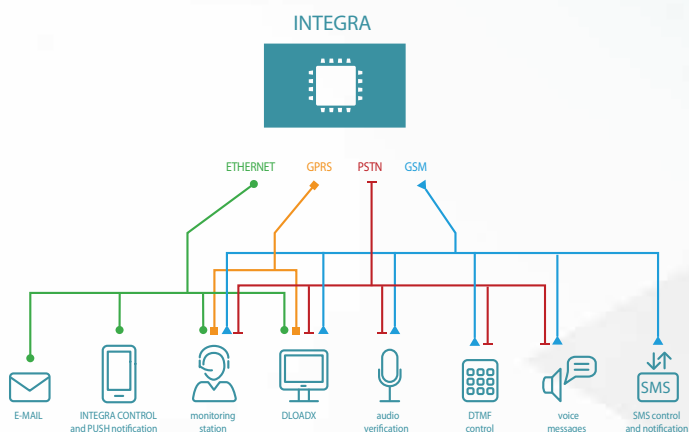 INTEGRA
ETHERNET GPRS PSTN GSM
SMS
E-MAIL
INTEGRA CONTROL
and PUSH notification
monitoring
station
DLOADX
audio
verification
DTMF
control
voice
messages
SMS control
and notification